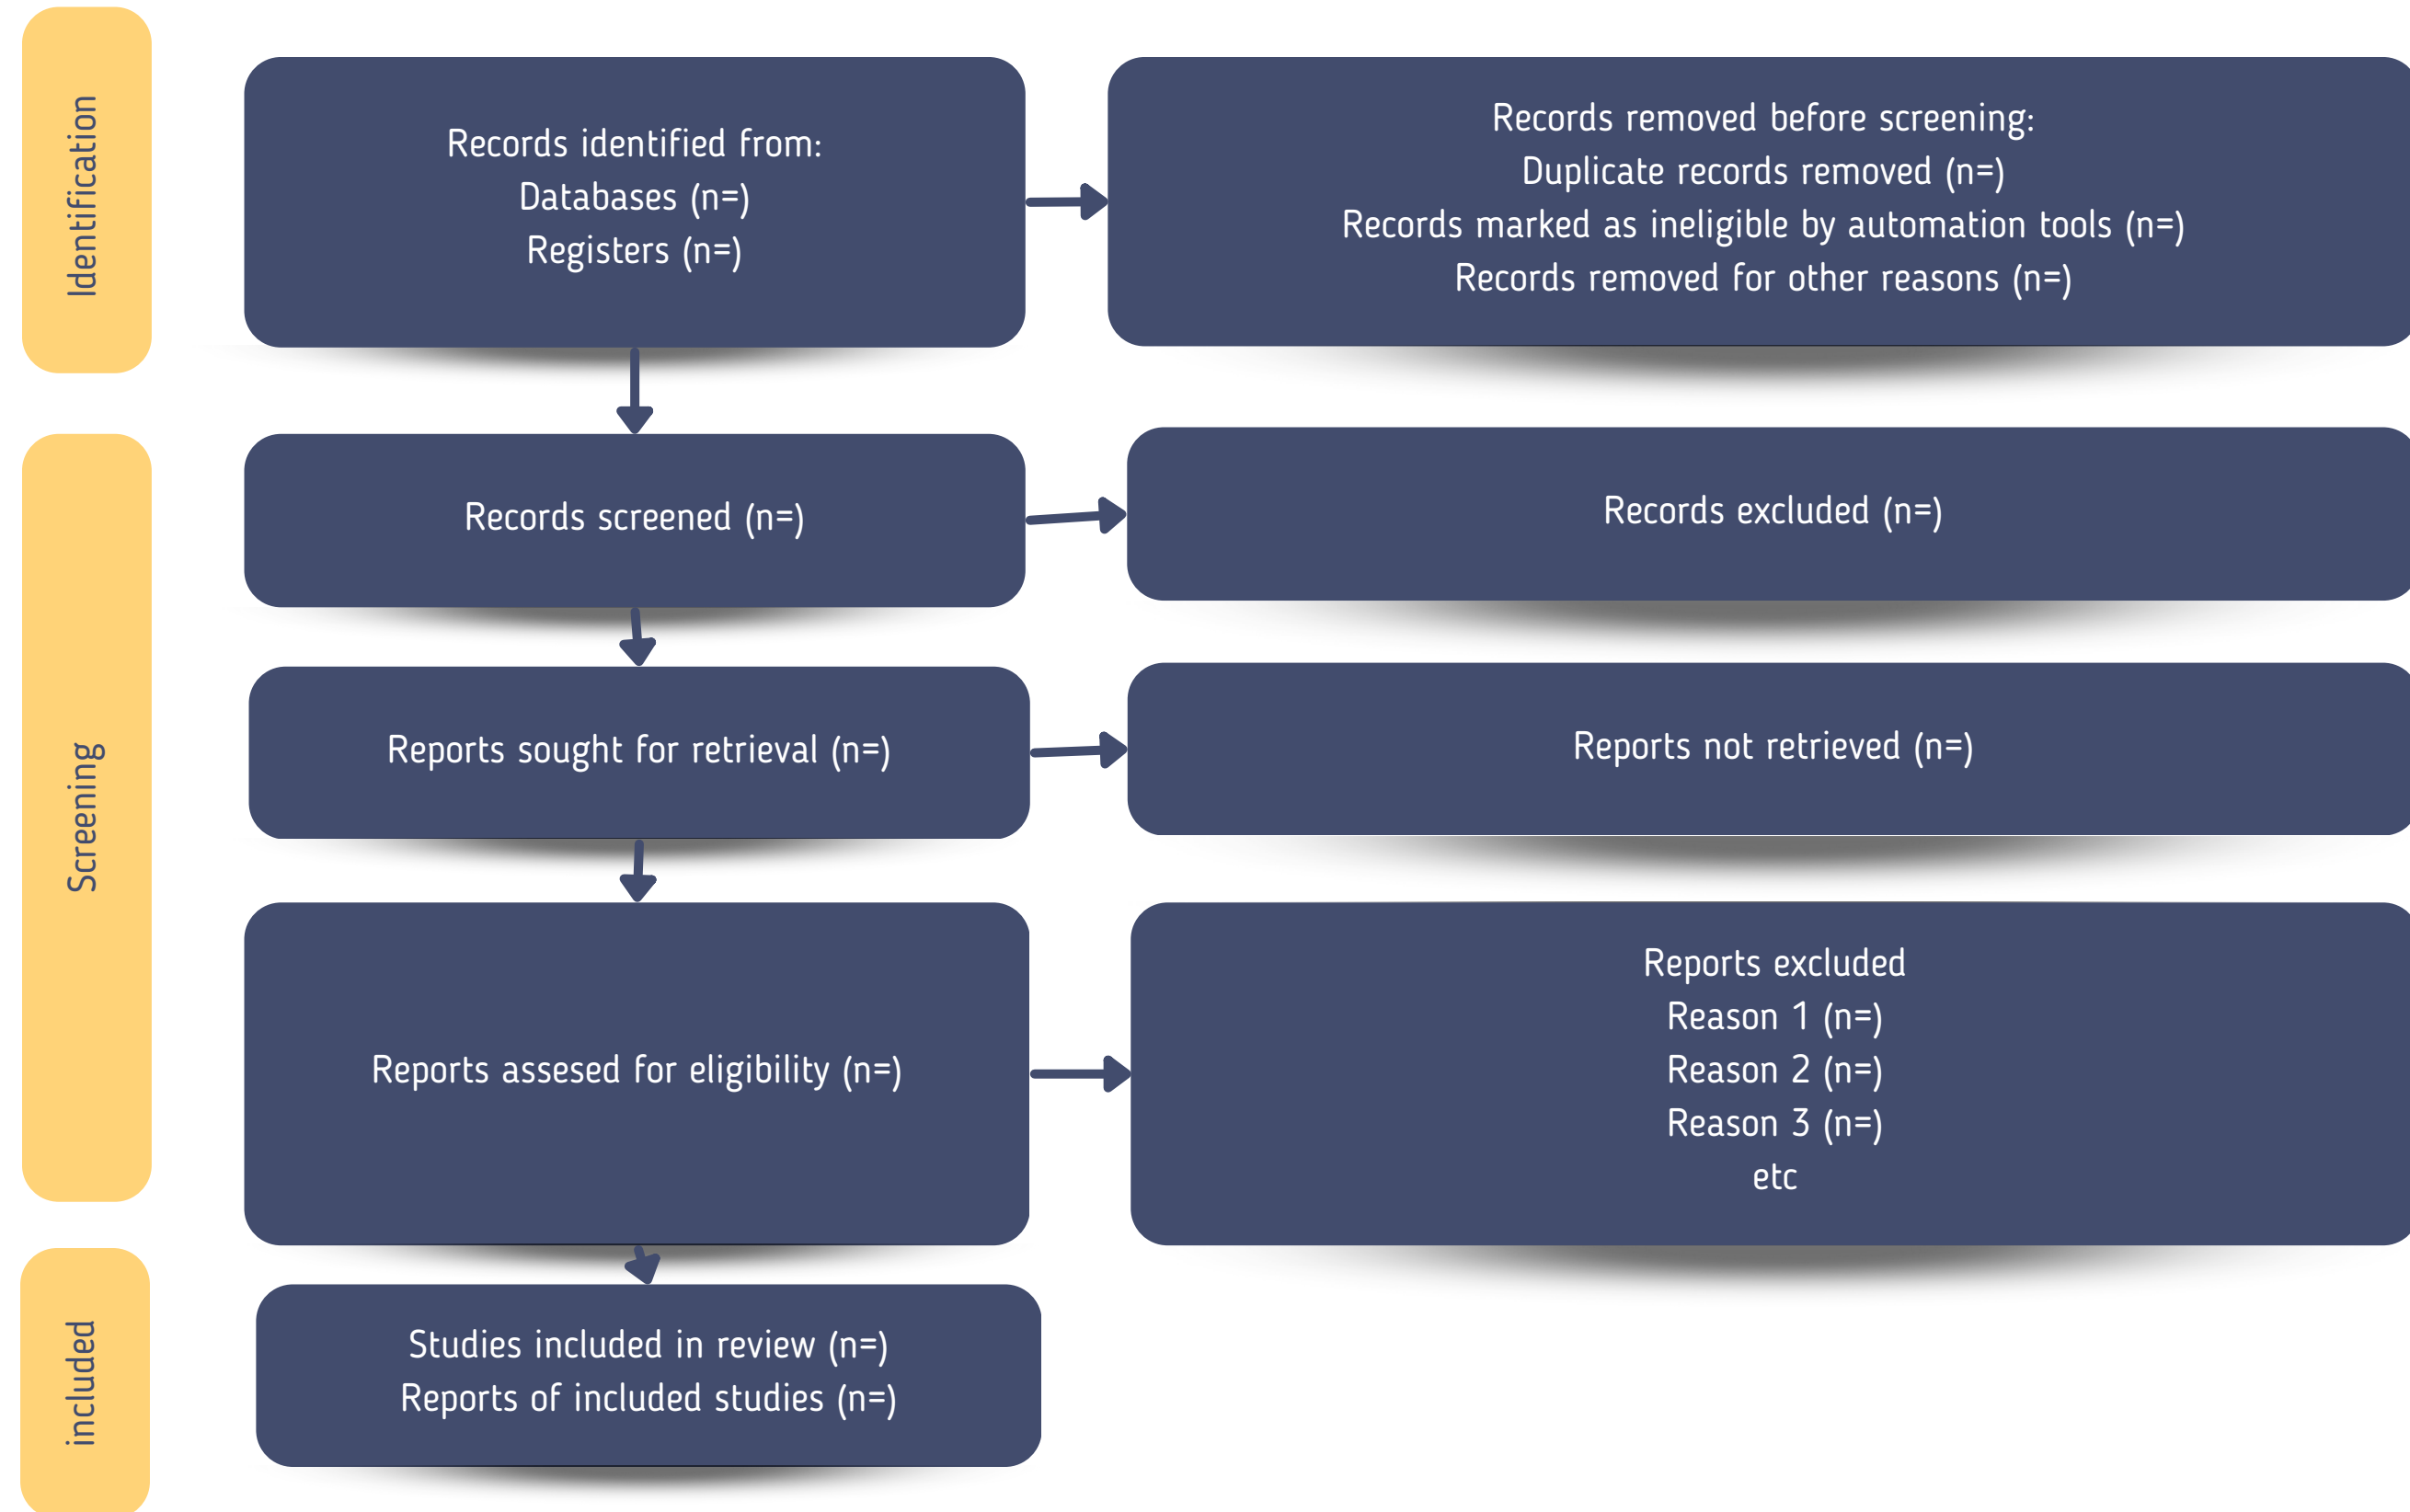 Identification
Records identified from:
Databases (n=)
Registers (n=)
Records removed before screening:
Duplicate records removed (n=)
Records marked as ineligible by automation tools (n=)
Records removed for other reasons (n=)
Screening
Records screened (n=)
Records excluded (n=)
Reports sought for retrieval (n=)
Reports not retrieved (n=)
Reports assesed for eligibility (n=)
Reports excluded
Reason 1 (n=)
Reason 2 (n=)
Reason 3 (n=)
etc
included
Studies included in review (n=)
Reports of included studies (n=)